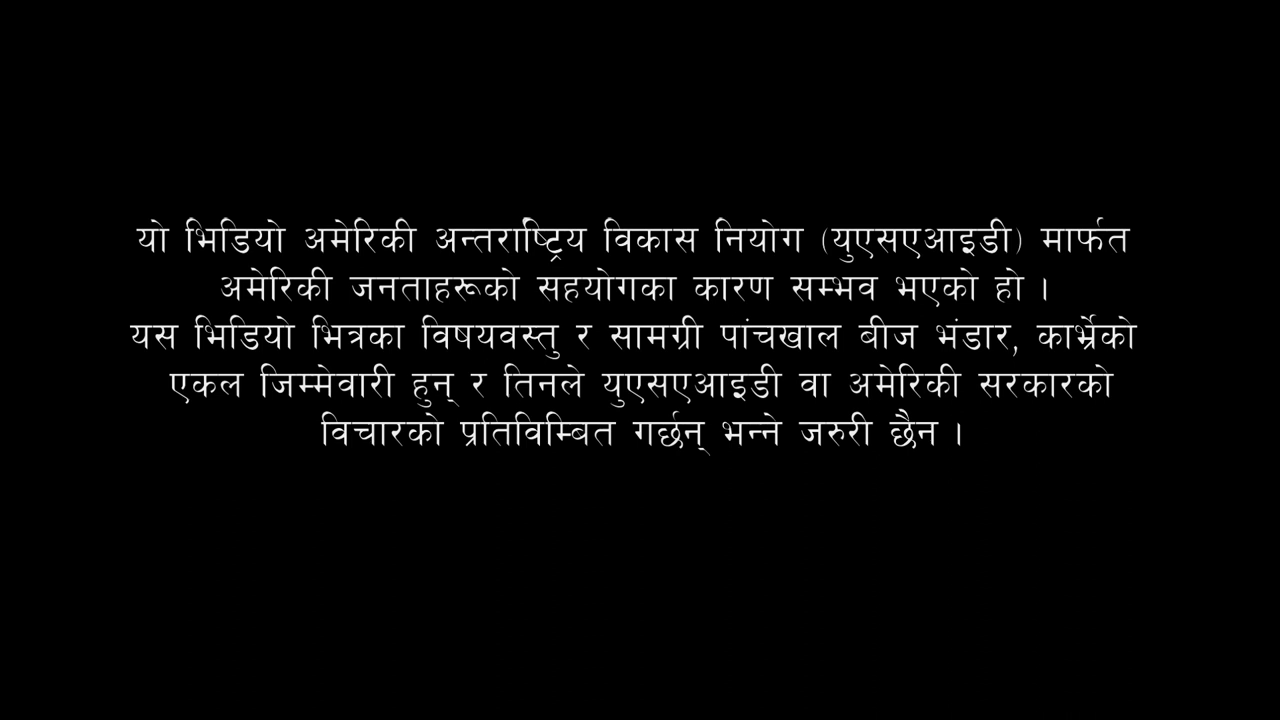 यो भिडियो अमेरिकी अन्तर्राष्ट्रिय विकास नियोग (युएसएआइडी) मार्फत
अमेरिकी जनताहरूको सहयोगका कारण सम्भव भएको हो ।
यस भिडियो भित्रका विषयवस्तु र सामग्री पांचखाल बीज भंडार, कार्भ्रेको
एकल जिम्मेवारी हुन् र तिनले युएसएआइडी वा अमेरिकी सरकारको
विचारको प्रतिविम्बित गर्छन् भन्ने जरुरी छैन ।